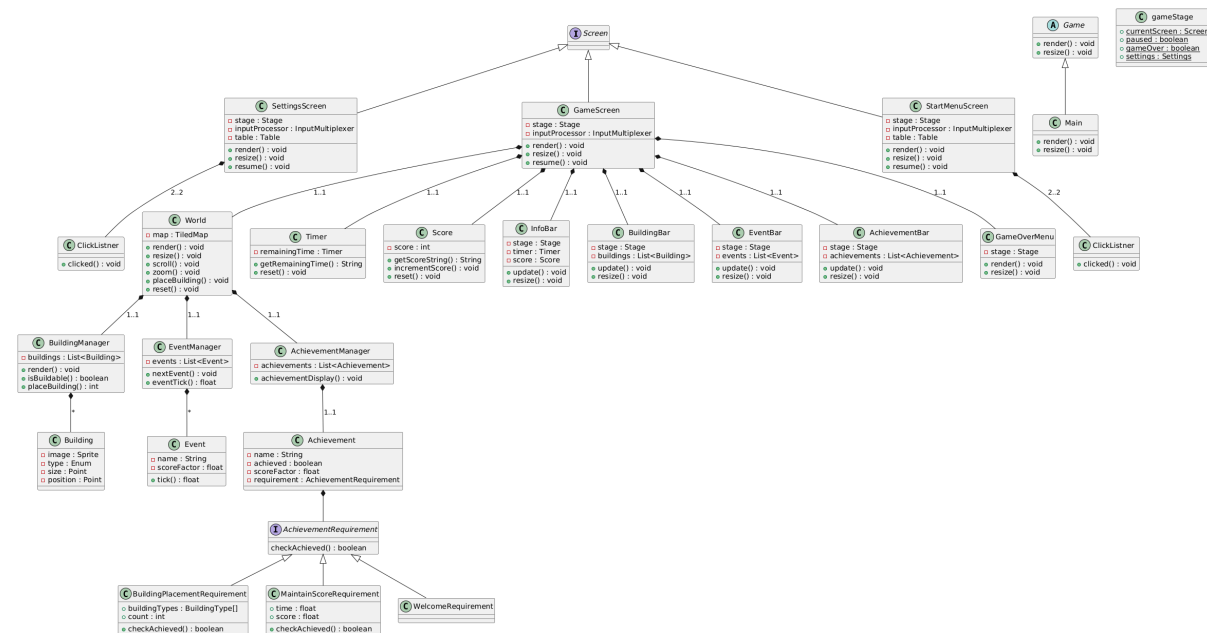 I Screen
A Game
render() : void
resize() : void
C gameStage
currentScreen : Screen
paused : boolean
gameOver : boolean
settings : Settings
C SettingsScreen
stage : Stage
inputProcessor : InputMultiplexer
table : Table
render() : void
resize() : void
resume() : void
C GameScreen
stage : Stage
inputProcessor : InputMultiplexer
render() : void
resize() : void
resume() : void
C StartMenuScreen
stage : Stage
inputProcessor : InputMultiplexer
table : Table
render() : void
resize() : void
resume() : void
C Main
render() : void
resize() : void
2..2
1..1
1..1
1..1
1..1
1..1
1..1
1..1
1..1
2..2
C ClickListner
clicked() : void
C World
map : TiledMap
render() : void
resize() : void
scroll() : void
zoom() : void
placeBuilding() : void
reset() : void
C Timer
remainingTime : Timer
getRemainingTime() : String
reset() : void
C Score
score : int
getScoreString() : String
incrementScore() : void
reset() : void
C InfoBar
stage : Stage
timer : Timer
score : Score
update() : void
resize() : void
C BuildingBar
stage : Stage
buildings : List<Building>
update() : void
resize() : void
C EventBar
stage : Stage
events : List<Event>
update() : void
resize() : void
C AchievementBar
stage : Stage
achievements : List<Achievement>
update() : void
resize() : void
C GameOverMenu
stage : Stage
render() : void
resize() : void
C ClickListner
clicked() : void
1..1
1..1
1..1
C BuildingManager
buildings : List<Building>
render() : void
isBuildable() : boolean
placeBuilding() : int
C EventManager
events : List<Event>
nextEvent() : void
eventTick() : float
C AchievementManager
achievements : List<Achievement>
achievementDisplay() : void
*
*
1..1
C Building
image : Sprite
type : Enum
size : Point
position : Point
C Event
name : String
scoreFactor : float
tick() : float
C Achievement
name : String
achieved : boolean
scoreFactor : float
requirement : AchievementRequirement
I AchievementRequirement
checkAchieved() : boolean
C BuildingPlacementRequirement
buildingTypes : BuildingType[]
count : int
checkAchieved() : boolean
C MaintainScoreRequirement
time : float
score : float
checkAchieved() : boolean
C WelcomeRequirement